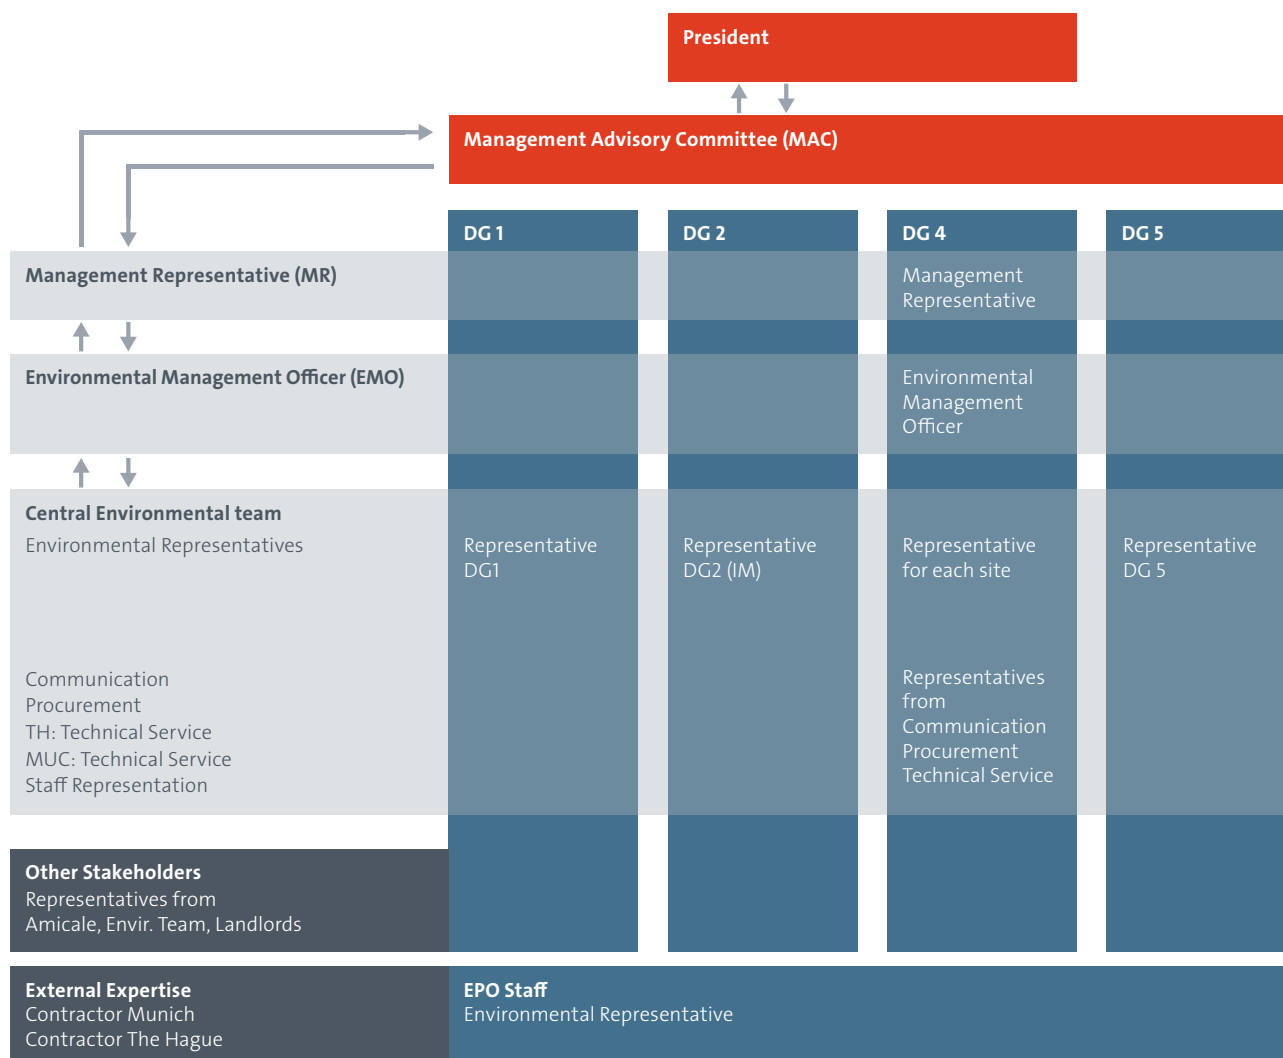 President
Management Advisory Committee (MAC)
DG 1
DG 2
DG 4
DG 5
Management Representative (MR)
Management
Representative
Environmental Management Officer (EMO)
Environmental
Management
Officer
Central Environmental team
Environmental Representatives
Representative
DG1
Representative
DG2 (IM)
Representative
for each site
Representative
DG 5
Communication
Procurement
TH: Technical Service
MUC: Technical Service
Staff Representation
Representatives
from
Communication
Procurement
Technical Service
Other Stakeholders
Representatives from
Amicale, Envir. Team, Landlords
External Expertise
Contractor Munich
Contractor The Hague
EPO Staff
Environmental Representative